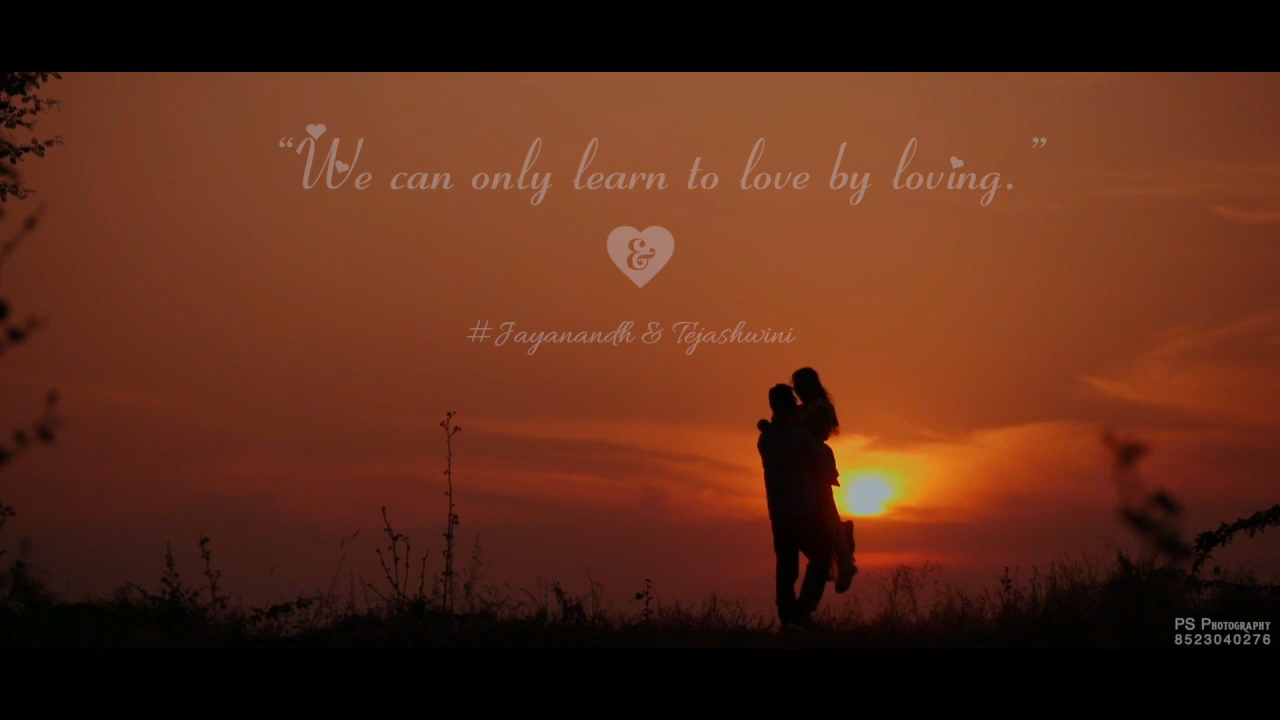 “We can only learn to love by loving.”
&
#Jayanandh & Tejashwini
PS Photography
8523040276